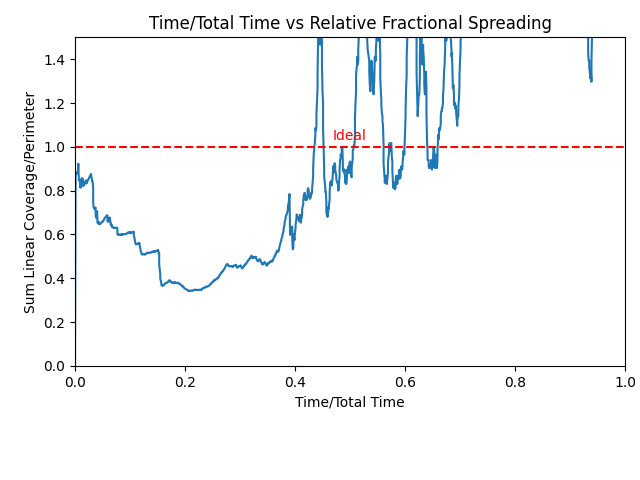 Time/Total Time vs Relative Fractional Spreading
Sum Linear Coverage/Perimeter
1.4
1.2
1.0
0.8
0.6
0.4
0.2
0.0
Ideal
0.0 0.2 0.4 0.6 0.8 1.0
Time/Total Time